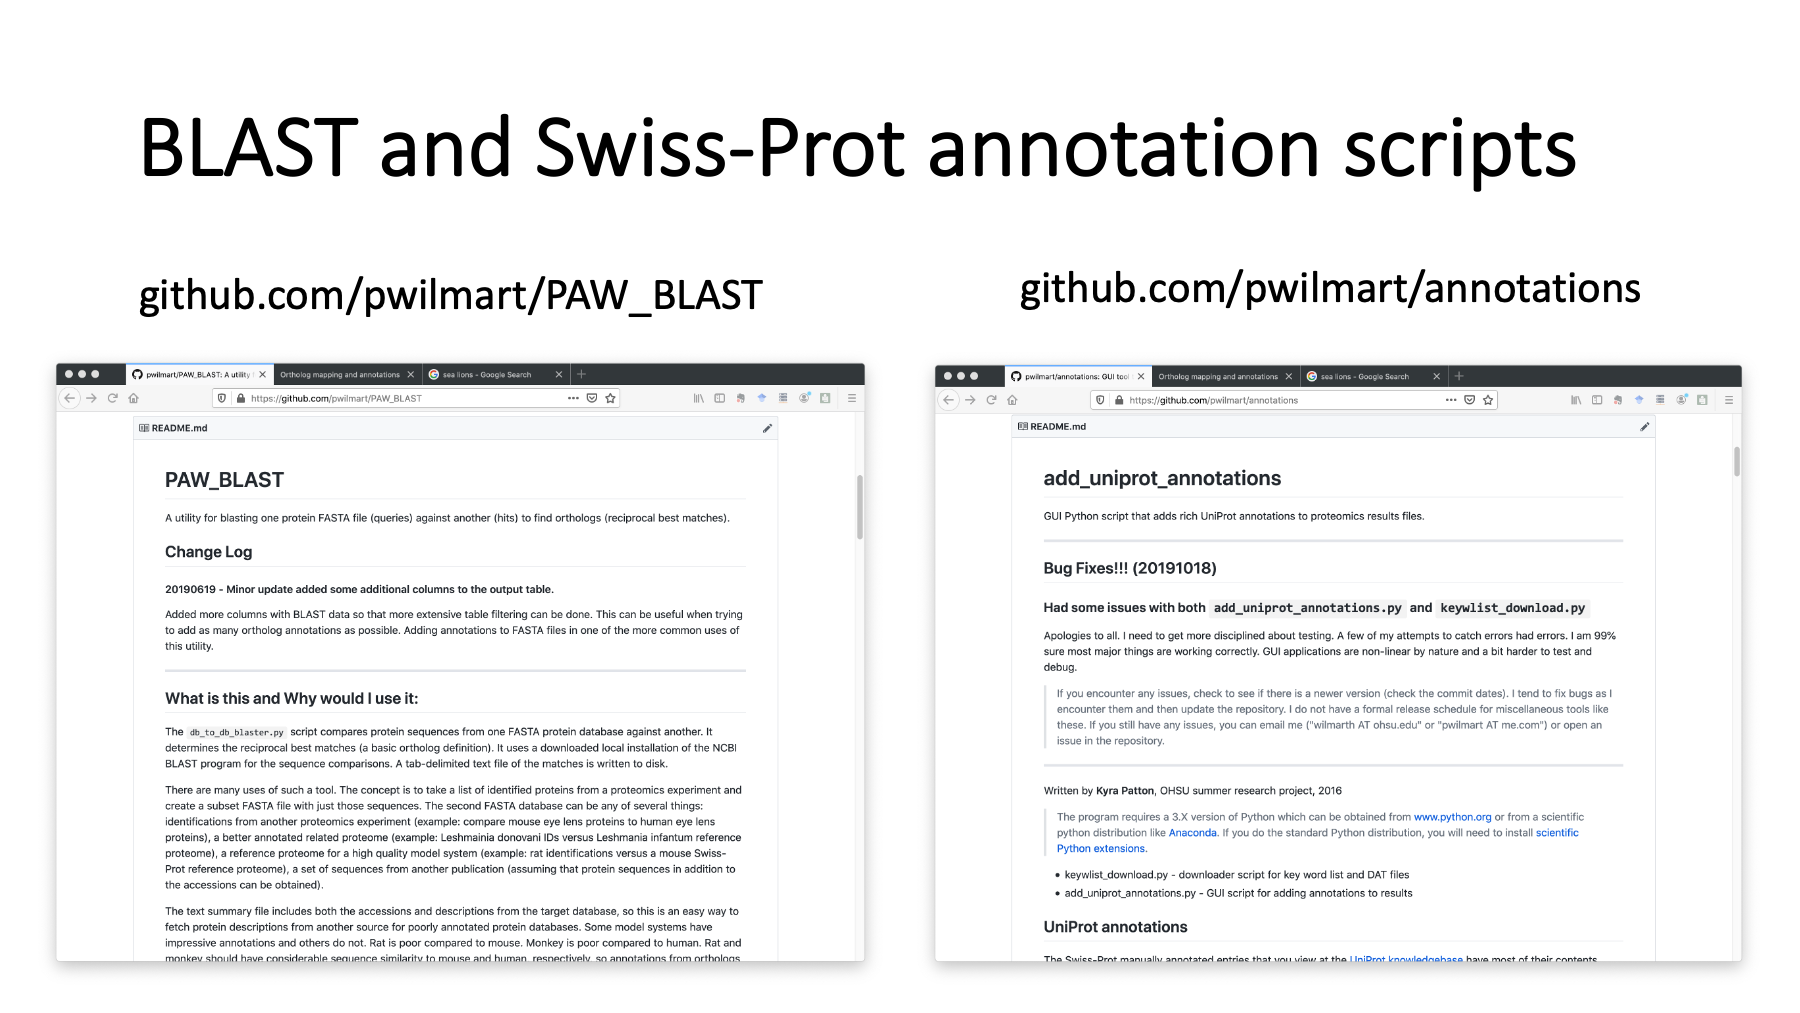 BLAST and Swiss-Prot annotation scripts
github.com/pwilmart/PAW_BLAST
pwilmart/PAW_BLAST: A utility
Ortholog mapping and annotations
sea lions - Google Search
https://github.com/pwilmart/PAW_BLAST
README.md
PAW_BLAST
A utility for blasting one protein FASTA file (queries) against another (hits) to find orthologs (reciprocal best matches).
Change Log
20190619 - Minor update added some additional columns to the output table.
Added more columns with BLAST data so that more extensive table filtering can be done. This can be useful when trying
to add as many ortholog annotations as possible. Adding annotations to FASTA files in one of the more common uses of
this utility.
What is this and Why would I use it:
The db_to_db_blaster.py script compares protein sequences from one FASTA protein database against another. It
determines the reciprocal best matches (a basic ortholog definition). It uses a downloaded local installation of the NCBI
BLAST program for the sequence comparisons. A tab-delimited text file of the matches is written to disk.
There are many uses of such a tool. The concept is to take a list of identified proteins from a proteomics experiment and
create a subset FASTA file with just those sequences. The second FASTA database can be any of several things:
identifications from another proteomics experiment (example: compare mouse eye lens proteins to human eye lens
proteins), a better annotated related proteome (example: Leshmainia donovani IDs versus Leshmania infantum reference
proteome), a reference proteome for a high quality model system (example: rat identifications versus a mouse Swiss-
Prot reference proteome), a set of sequences from another publication (assuming that protein sequences in addition to
the accessions can be obtained).
The text summary file includes both the accessions and descriptions from the target database, so this is an easy way to
fetch protein descriptions from another source for poorly annotated protein databases. Some model systems have
impressive annotations and others do not. Rat is poor compared to mouse. Monkey is poor compared to human. Rat and
monkey should have considerable sequence similarity to mouse and human, respectively, so annotations from orthologs
github.com/pwilmart/annotations
pwilmart/annotations: GUI tool
Ortholog mapping and annotations
sea lions - Google Search
https://github.com/pwilmart/annotations
README.md
add_uniprot_annotations
GUI Python script that adds rich UniProt annotations to proteomics results files.
Bug Fixes!!! (20191018)
Had some issues with both add_uniprot_annotations.py and keywlist_download.py
Apologies to all. I need to get more disciplined about testing. A few of my attempts to catch errors had errors. I am 99%
sure most major things are working correctly. GUI applications are non-linear by nature and a bit harder to test and
debug.
If you encounter any issues, check to see if there is a newer version (check the commit dates). I tend to fix bugs as I
encounter them and then update the repository. I do not have a formal release schedule for miscellaneous tools like
these. If you still have any issues, you can email me ("wilmarth AT ohsu.edu" or "pwilmart AT me.com") or open an
issue in the repository.
Written by Kyra Patton, OHSU summer research project, 2016
The program requires a 3.X version of Python which can be obtained from www.python.org or from a scientific
python distribution like Anaconda. If you do the standard Python distribution, you will need to install scientific
Python extensions.
• keywlist_download.py - downloader script for key word list and DAT files
• add_uniprot_annotations.py - GUI script for adding annotations to results
UniProt annotations
The Swiss-Prot manually annotated entries that you view at the UniProt knowledgebase have most of their contents